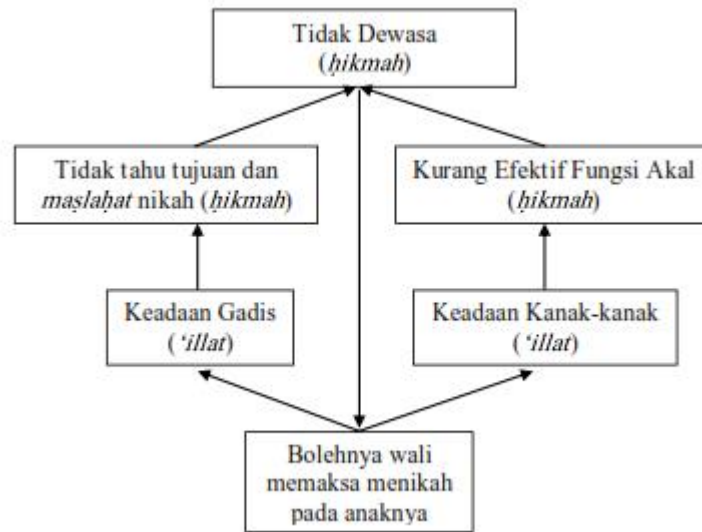 Tidak Dewasa
(ḥikmah)
Tidak tahu tujuan dan
maṣlaḥat nikah (ḥikmah)
Kurang Efektif Fungsi Akal
(ḥikmah)
Keadaan Gadis
(‘illat)
Keadaan Kanak-kanak
(‘illat)
Bolehnya wali
memaksa menikah
pada anaknya